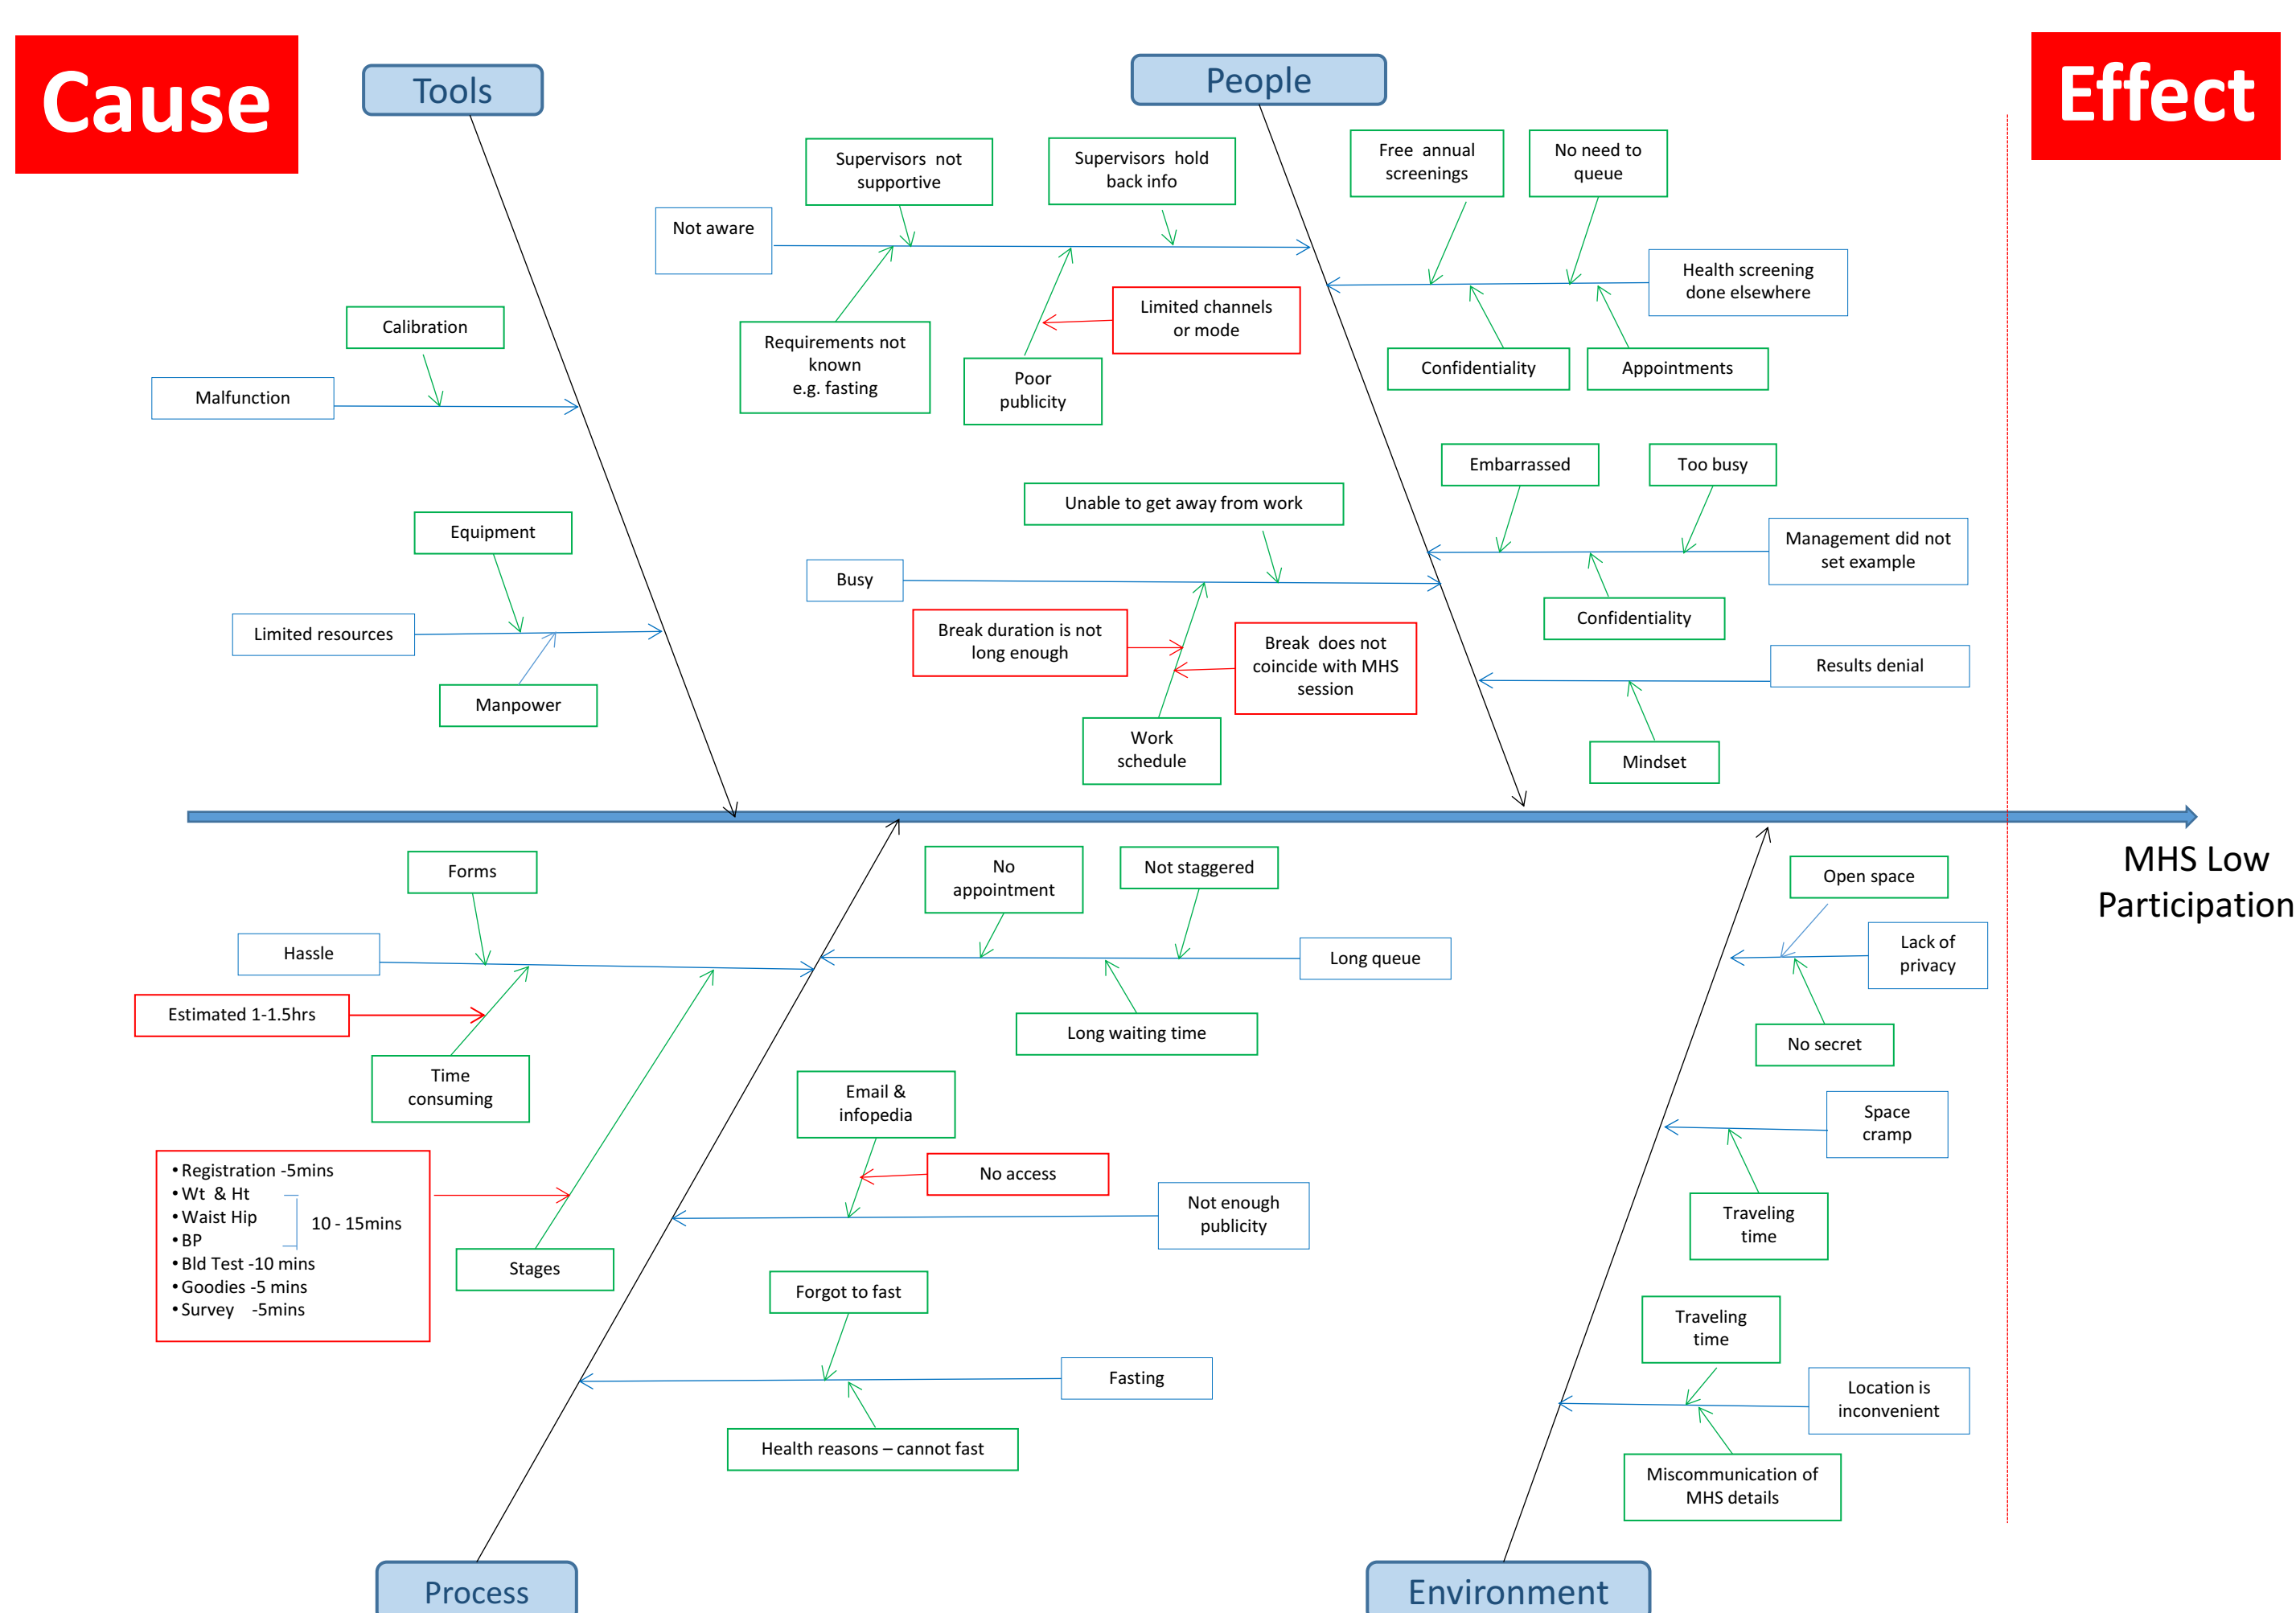 Cause
Effect
Tools
People
Supervisors not
supportive
Supervisors hold
back info
Free annual
screenings
No need to
queue
Not aware
Health screening
done elsewhere
Calibration
Limited channels
or mode
Requirements not
known
e.g. fasting
Poor
publicity
Confidentiality
Appointments
Malfunction
Embarrassed
Too busy
Unable to get away from work
Equipment
Management did not
set example
Busy
Confidentiality
Limited resources
Break duration is not
long enough
Break does not
coincide with MHS
session
Results denial
Manpower
Work
schedule
Mindset
MHS Low
Participation
Forms
No
appointment
Not staggered
Open space
Hassle
Long queue
Lack of
privacy
Estimated 1-1.5hrs
Long waiting time
No secret
Time
consuming
Email &
infopedia
Space
cramp
No access
• Registration -5mins
• Wt & Ht
• Waist Hip
10 - 15mins
• BP
• Bld Test -10 mins
• Goodies -5 mins
• Survey -5mins
Not enough
publicity
Traveling
time
Stages
Forgot to fast
Traveling
time
Fasting
Location is
inconvenient
Health reasons – cannot fast
Miscommunication of
MHS details
Process
Environment